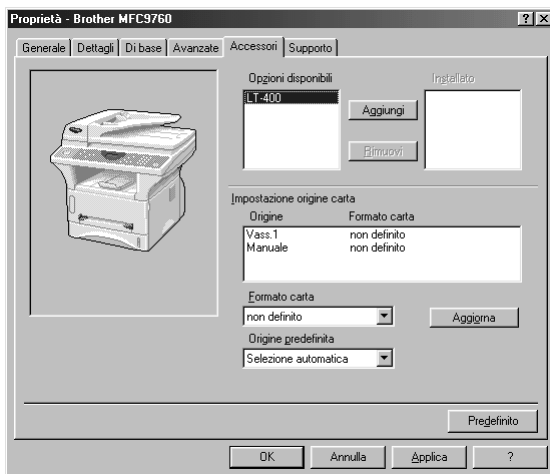 Proprietà - Brother MFC9760
Generale Dettagli Di base Avanzate Accessori Supporto
Opzioni disponibili
Installato
LT-400
Aggiungi
Rimuovi
Impostazione origine carta
Origine Formato carta
Vass.1 non definito
Manuale non definito
Formato carta
non definito
Aggiorna
Origine predefinita
Selezione automatica
Predefinito
OK Annulla Applica ?